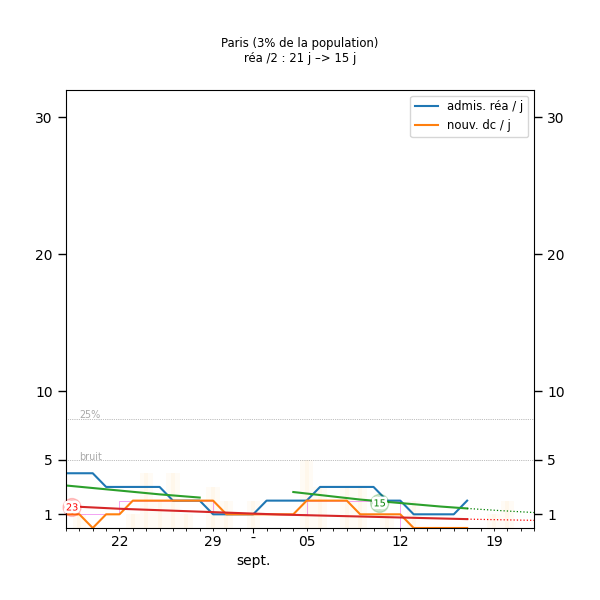 Paris (3% de la population)
réa /2 : 21 j –> 15 j
admis. réa / j
nouv. dc / j
30 30
20 20
10 10
25%
bruit
5 5
23
15
1 1
22 29 - 05 12 19
sept.